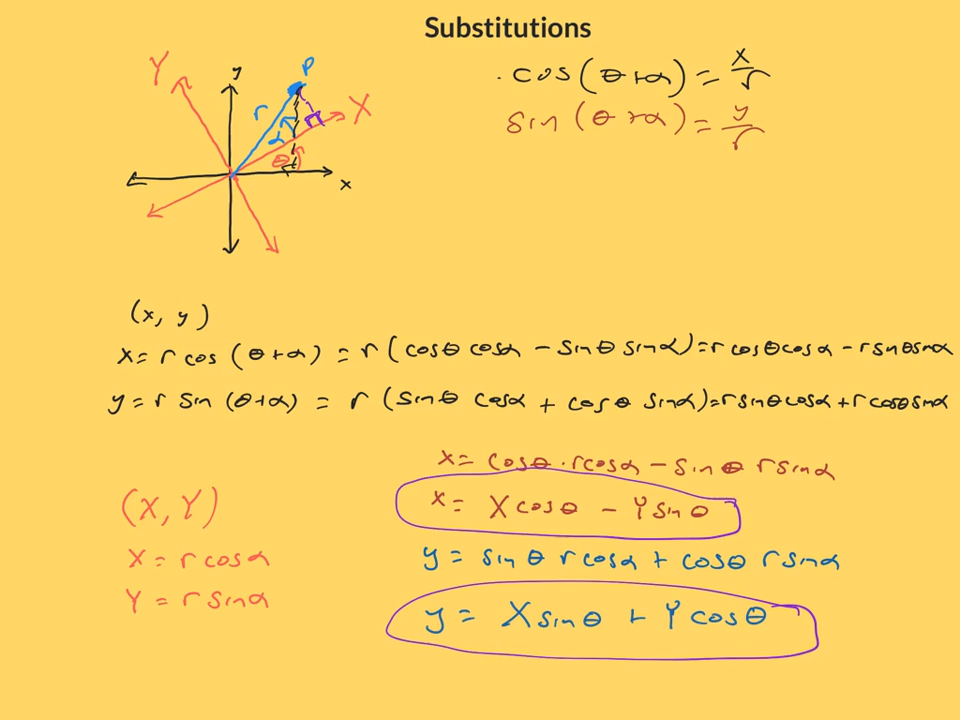 Substitutions
Y
y
P
r
X
α
θ
x
cos(θ+α) = x/r
sin(θ+α) = y/r
(x, y)
x = r cos (θ+α) = r (cosθ cosα - sinθ sinα) = r cosθ cosα - r sinθ sinα
y = r sin (θ+α) = r (sinθ cosα + cosθ sinα) = r sinθ cosα + r cosθ sinα
x = cosθ · r cosα - sinθ r sinα
(X, Y)
x = X cosθ - Y sinθ
X = r cosα
y = sinθ r cosα + cosθ r sinα
Y = r sinα
y = X sinθ + Y cosθ